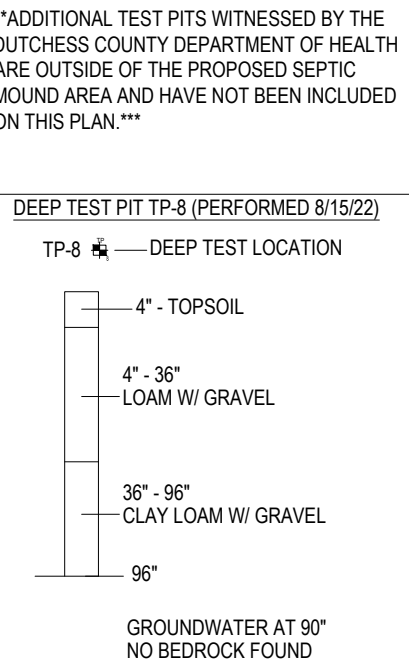 *ADDITIONAL TEST PITS WITNESSED BY THE
DUTCHESS COUNTY DEPARTMENT OF HEALTH
ARE OUTSIDE OF THE PROPOSED SEPTIC
MOUND AREA AND HAVE NOT BEEN INCLUDED
ON THIS PLAN.***
DEEP TEST PIT TP-8 (PERFORMED 8/15/22)
TP-8 DEEP TEST LOCATION
4" - TOPSOIL
4" - 36"
LOAM W/ GRAVEL
36" - 96"
CLAY LOAM W/ GRAVEL
96"
GROUNDWATER AT 90"
NO BEDROCK FOUND